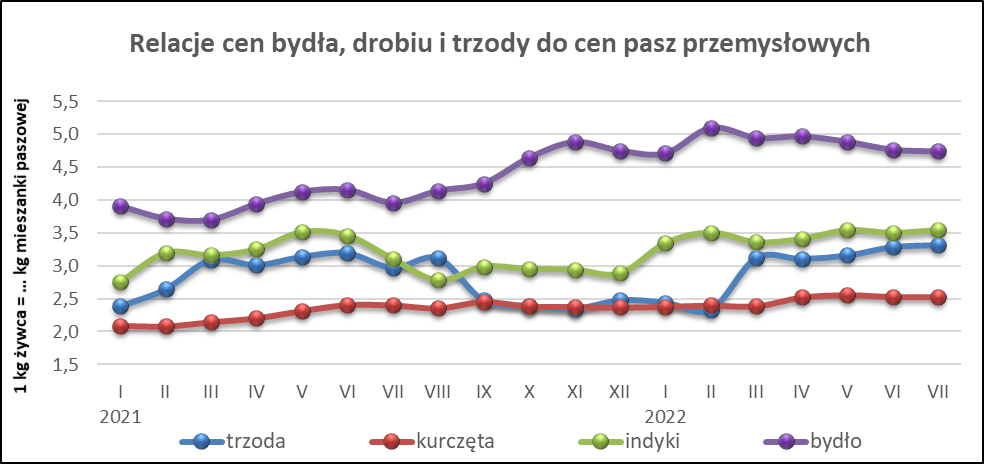 Relacje cen bydła, drobiu i trzody do cen pasz przemysłowych
1 kg żywca = ... kg mieszanki paszowej
5,5
5,0
4,5
4,0
3,5
3,0
2,5
2,0
1,5
I II III IV V VI VII VIII IX X XI XII I II III IV V VI VII
2021 2022
trzoda kurczęta indyki bydło